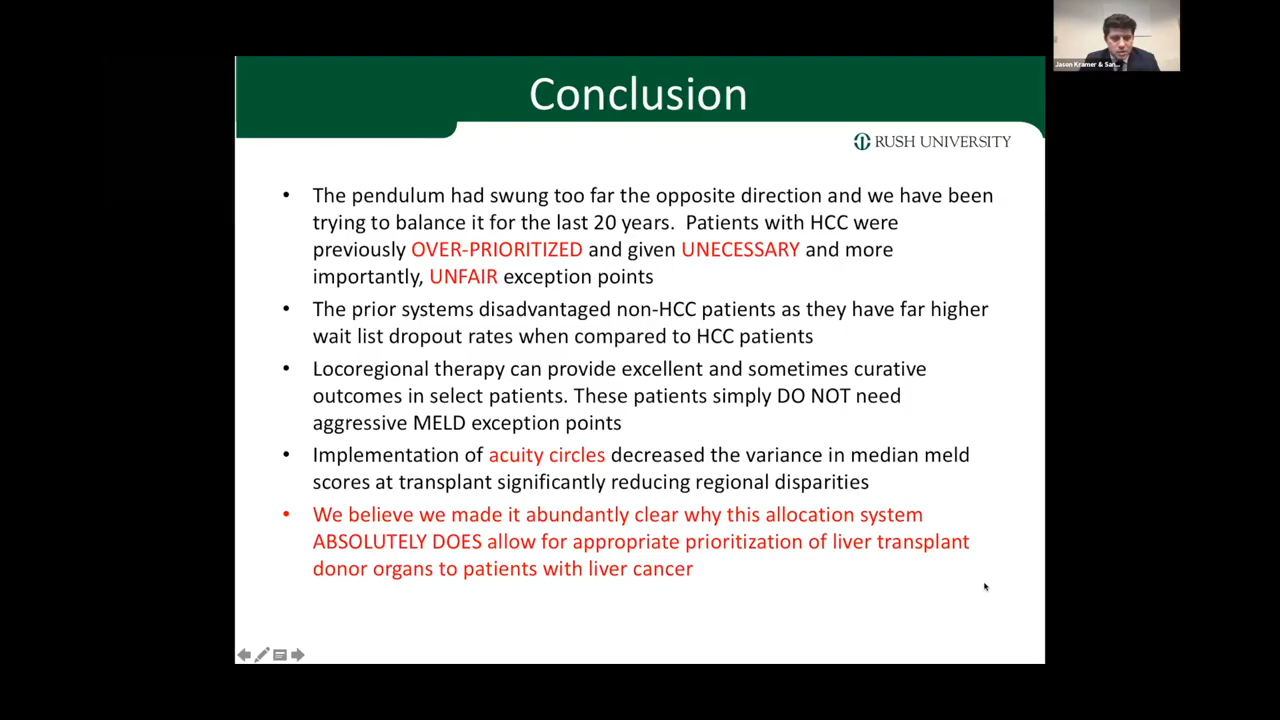 Jason Kramer & San...
Conclusion
RUSH UNIVERSITY
• The pendulum had swung too far the opposite direction and we have been
trying to balance it for the last 20 years. Patients with HCC were
previously OVER-PRIORITIZED and given UNECESSARY and more
importantly, UNFAIR exception points
• The prior systems disadvantaged non-HCC patients as they have far higher
wait list dropout rates when compared to HCC patients
• Locoregional therapy can provide excellent and sometimes curative
outcomes in select patients. These patients simply DO NOT need
aggressive MELD exception points
• Implementation of acuity circles decreased the variance in median meld
scores at transplant significantly reducing regional disparities
• We believe we made it abundantly clear why this allocation system
ABSOLUTELY DOES allow for appropriate prioritization of liver transplant
donor organs to patients with liver cancer